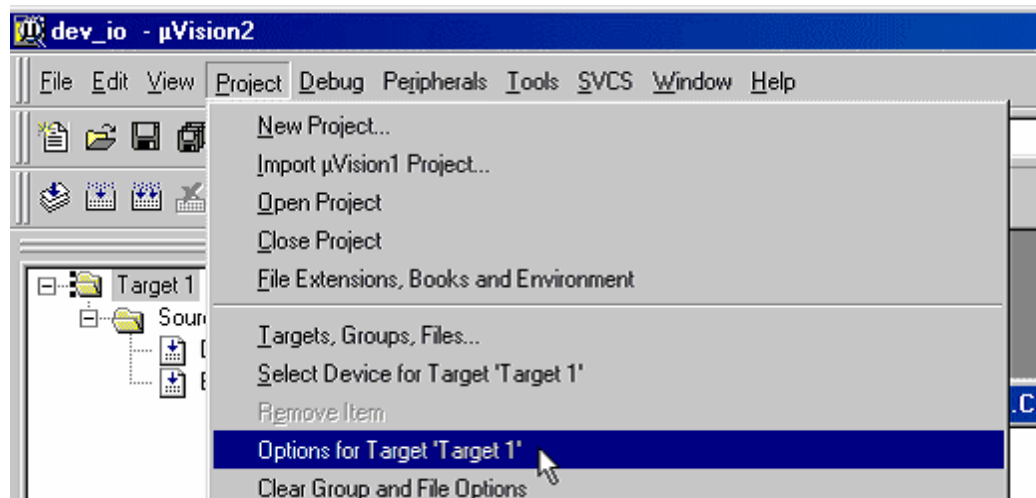 dev_io - µVision2
File Edit View Project Debug Peripherals Tools SVCS Window Help
New Project...
Import µVision1 Project...
Open Project
Close Project
File Extensions, Books and Environment
Target 1
Targets, Groups, Files...
Select Device for Target 'Target 1'
Remove Item
.C
Options for Target 'Target 1'
Clear Group and File Options